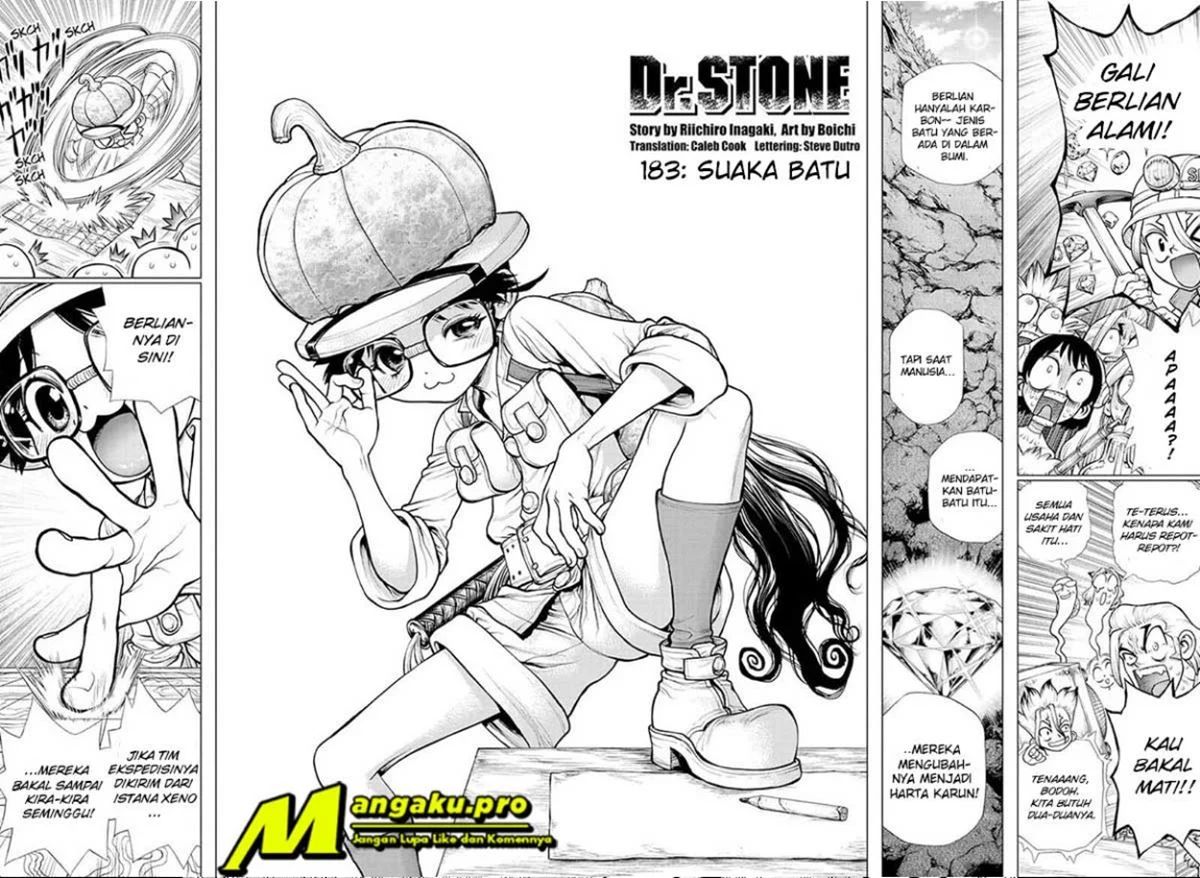 GALI
BERLIAN
ALAMI!
APAAAA?!
TE-TERUS...
KENAPA KAMI
HARUS REPOT-
REPOT?!
SEMUA
USAHA DAN
SAKIT HATI
ITU...
KAU
BAKAL
MATI!!
TENAAANG,
BODOH.
KITA BUTUH
DUA-DUANYA.
BERLIAN
HANYALAH KAR-
BON-- JENIS
BATU YANG BER-
ADA DI DALAM
BUMI.
TAPI SAAT
MANUSIA...
...
MENDAPAT-
KAN BATU-
BATU ITU...
..MEREKA
MENGUBAH-
NYA MENJADI
HARTA KARUN!
Dr.STONE
Story by Riichiro Inagaki, Art by Boichi
Translation: Caleb Cook Lettering: Steve Dutro
183: SUAKA BATU
SKCH
SKCH
SKCH
SKCH
BERLIAN-
NYA DI
SINI!
JIKA TIM
EKSPEDISINYA
DIKIRIM DARI
ISTANA XENO
...
...MEREKA
BAKAL SAMPAI
KIRA-KIRA
SEMINGGU!
Mangaku.pro
Jangan Lupa Like dan Komennya